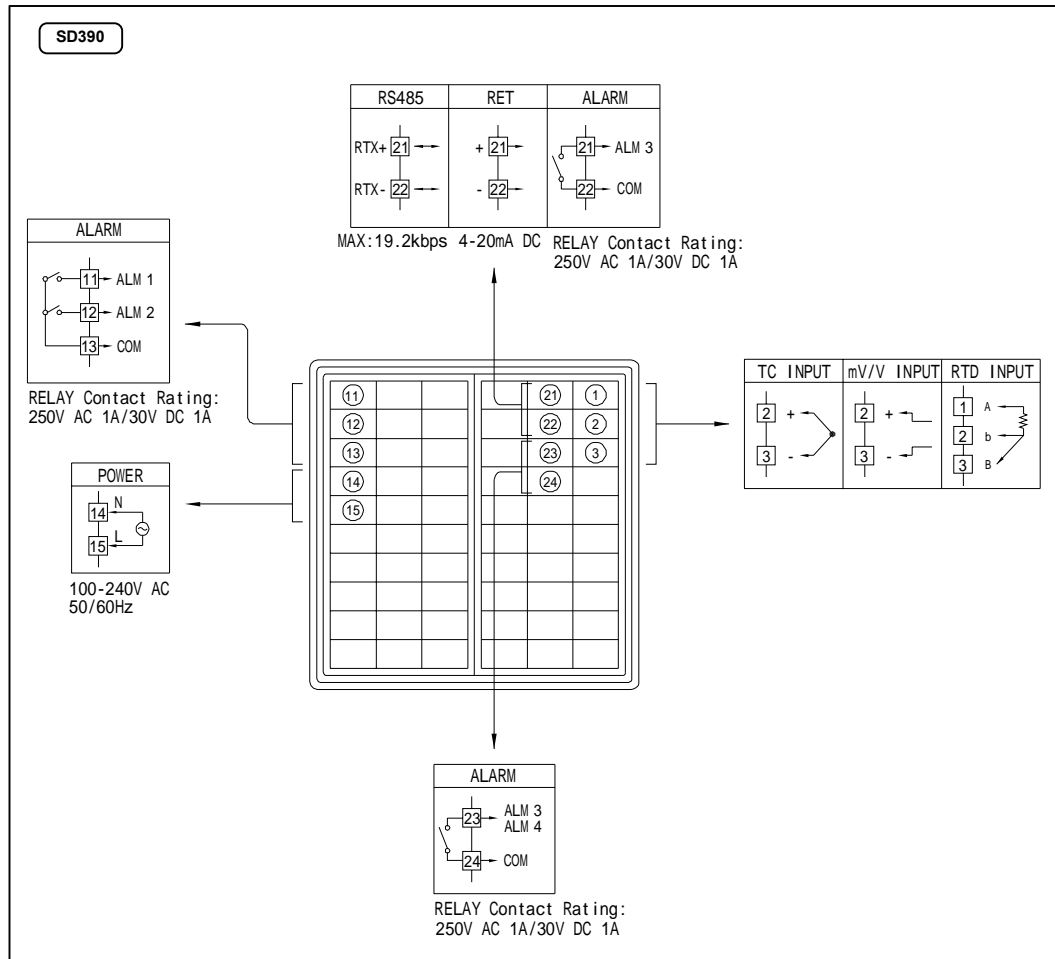 SD390
RS485 RET ALARM
RTX+ 21 + 21 21 ALM 3
RTX- 22 - 22 22 COM
MAX:19.2kbps 4-20mA DC RELAY Contact Rating:
250V AC 1A/30V DC 1A
ALARM
11 ALM 1
12 ALM 2
13 COM
RELAY Contact Rating:
250V AC 1A/30V DC 1A
POWER
14 N
15 L
100-240V AC
50/60Hz
11 21 1
12 22 2
13 23 3
14 24
15
TC INPUT mV/V INPUT RTD INPUT
2 + 2 + 1 A
2 b
3 - 3 - 3 B
ALARM
23 ALM 3
ALM 4
24 COM
RELAY Contact Rating:
250V AC 1A/30V DC 1A